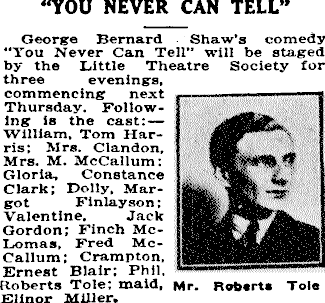 "YOU NEVER CAN TELL"
George Bernard Shaw's comedy
"You Never Can Tell" will be staged
by the Little Theatre Society for
three evenings,
commencing next
Thursday. Follow-
ing is the cast:—
William, Tom Har-
ris; Mrs. Clandon,
Mrs. M. McCallum;
Gloria, Constance
Clark; Dolly, Mar-
got Finlayson;
Valentine, Jack
Gordon; Finch Mc-
Lomas, Fred Mc-
Callum; Crampton,
Ernest Blair; Phil,
Roberts Tole; maid,
Elinor Miller.
Mr. Roberts Tole